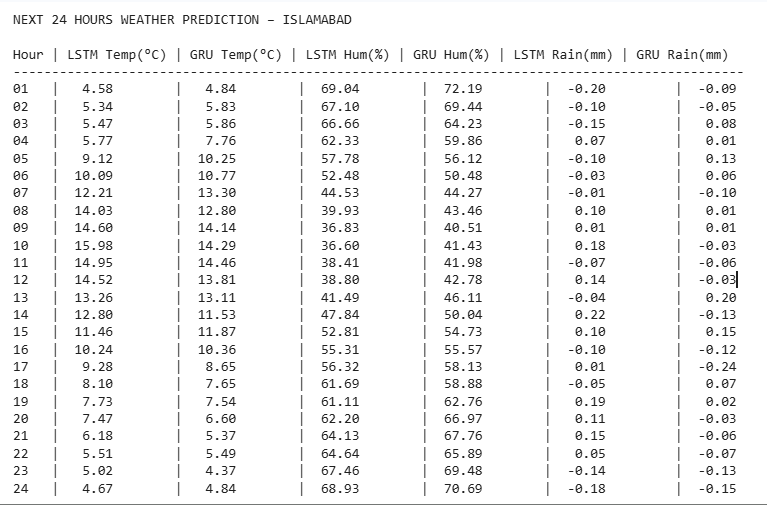 NEXT 24 HOURS WEATHER PREDICTION – ISLAMABAD
Hour | LSTM Temp(°C) | GRU Temp(°C) | LSTM Hum(%) | GRU Hum(%) | LSTM Rain(mm) | GRU Rain(mm)
--------------------------------------------------------------------------------------------
01 | 4.58 | 4.84 | 69.04 | 72.19 | -0.20 | -0.09
02 | 5.34 | 5.83 | 67.10 | 69.44 | -0.10 | -0.05
03 | 5.47 | 5.86 | 66.66 | 64.23 | -0.15 | 0.08
04 | 5.77 | 7.76 | 62.33 | 59.86 | 0.07 | 0.01
05 | 9.12 | 10.25 | 57.78 | 56.12 | -0.10 | 0.13
06 | 10.09 | 10.77 | 52.48 | 50.48 | -0.03 | 0.06
07 | 12.21 | 13.30 | 44.53 | 44.27 | -0.01 | -0.10
08 | 14.03 | 12.80 | 39.93 | 43.46 | 0.10 | 0.01
09 | 14.60 | 14.14 | 36.83 | 40.51 | 0.01 | 0.01
10 | 15.98 | 14.29 | 36.60 | 41.43 | 0.18 | -0.03
11 | 14.95 | 14.46 | 38.41 | 41.98 | -0.07 | -0.06
12 | 14.52 | 13.81 | 38.80 | 42.78 | 0.14 | -0.03
13 | 13.26 | 13.11 | 41.49 | 46.11 | -0.04 | 0.20
14 | 12.80 | 11.53 | 47.84 | 50.04 | 0.22 | -0.13
15 | 11.46 | 11.87 | 52.81 | 54.73 | 0.10 | 0.15
16 | 10.24 | 10.36 | 55.31 | 55.57 | -0.10 | -0.12
17 | 9.28 | 8.65 | 56.32 | 58.13 | 0.01 | -0.24
18 | 8.10 | 7.65 | 61.69 | 58.88 | -0.05 | 0.07
19 | 7.73 | 7.54 | 61.11 | 62.76 | 0.19 | 0.02
20 | 7.47 | 6.60 | 62.20 | 66.97 | 0.11 | -0.03
21 | 6.18 | 5.37 | 64.13 | 67.76 | 0.15 | -0.06
22 | 5.51 | 5.49 | 64.64 | 65.89 | 0.05 | -0.07
23 | 5.02 | 4.37 | 67.46 | 69.48 | -0.14 | -0.13
24 | 4.67 | 4.84 | 68.93 | 70.69 | -0.18 | -0.15